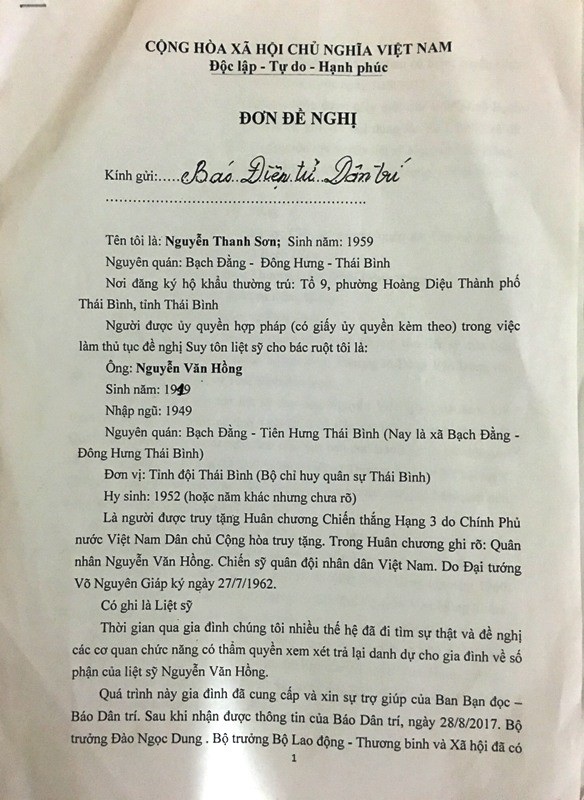 CỘNG HÒA XÃ HỘI CHỦ NGHĨA VIỆT NAM
Độc lập - Tự do - Hạnh phúc
ĐƠN ĐỀ NGHỊ
Kính gửi:.....Báo Điện tử Dân trí
Tên tôi là: Nguyễn Thanh Sơn; Sinh năm: 1959
Nguyên quán: Bạch Đằng - Đông Hưng - Thái Bình
Nơi đăng ký hộ khẩu thường trú: Tổ 9, phường Hoàng Diệu Thành phố
Thái Bình, tỉnh Thái Bình
Người được ủy quyền hợp pháp (có giấy ủy quyền kèm theo) trong việc
làm thủ tục đề nghị Suy tôn liệt sỹ cho bác ruột tôi là:
Ông: Nguyễn Văn Hồng
Sinh năm: 1919
Nhập ngũ: 1949
Nguyên quán: Bạch Đằng - Tiên Hưng Thái Bình (Nay là xã Bạch Đằng -
Đông Hưng Thái Bình)
Đơn vị: Tỉnh đội Thái Bình (Bộ chỉ huy quân sự Thái Bình)
Hy sinh: 1952 (hoặc năm khác nhưng chưa rõ)
Là người được truy tặng Huân chương Chiến thắng Hạng 3 do Chính Phủ
nước Việt Nam Dân chủ Cộng hòa truy tặng. Trong Huân chương ghi rõ: Quân
nhân Nguyễn Văn Hồng. Chiến sỹ quân đội nhân dân Việt Nam. Do Đại tướng
Võ Nguyên Giáp ký ngày 27/7/1962.
Có ghi là Liệt sỹ
Thời gian qua gia đình chúng tôi nhiều thế hệ đã đi tìm sự thật và đề nghị
các cơ quan chức năng có thẩm quyền xem xét trả lại danh dự cho gia đình về số
phận của liệt sỹ Nguyễn Văn Hồng.
Quá trình này gia đình đã cung cấp và xin sự trợ giúp của Ban Bạn đọc –
Báo Dân trí. Sau khi nhận được thông tin của Báo Dân trí, ngày 28/8/2017. Bộ
trưởng Đào Ngọc Dung . Bộ trưởng Bộ Lao động - Thương binh và Xã hội đã có
1